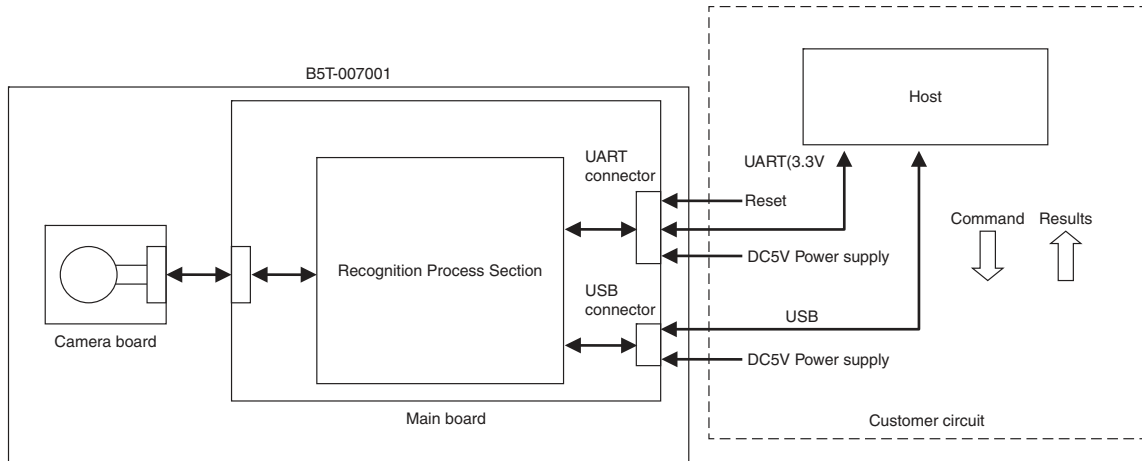 B5T-007001
Host
UART
connector
UART(3.3V
Reset
Command
Results
Recognition Process Section
DC5V Power supply
USB
connector
USB
Camera board
DC5V Power supply
Main board
Customer circuit